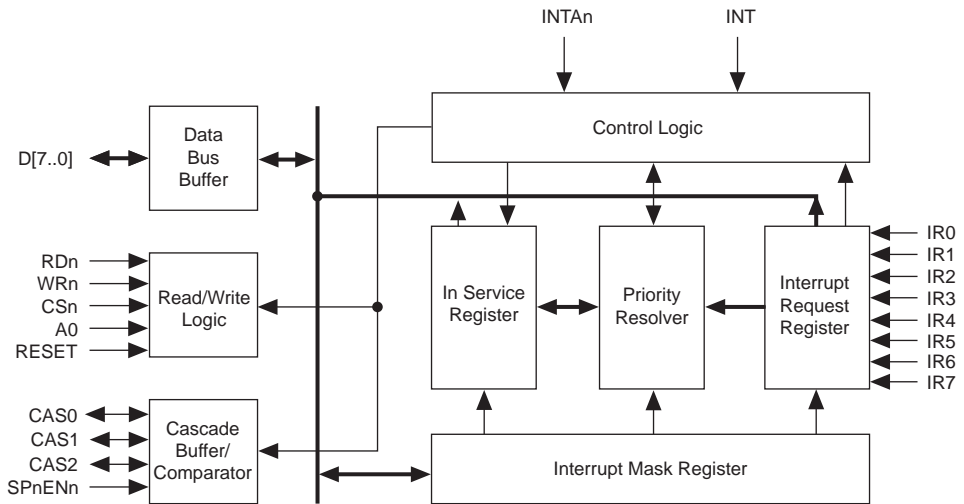 INTAn
INT
Control Logic
D[7..0]
Data
Bus
Buffer
RDn
WRn
CSn
A0
RESET
Read/Write
Logic
In Service
Register
Priority
Resolver
Interrupt
Request
Register
IR0
IR1
IR2
IR3
IR4
IR5
IR6
IR7
CAS0
CAS1
CAS2
SPnENn
Cascade
Buffer/
Comparator
Interrupt Mask Register